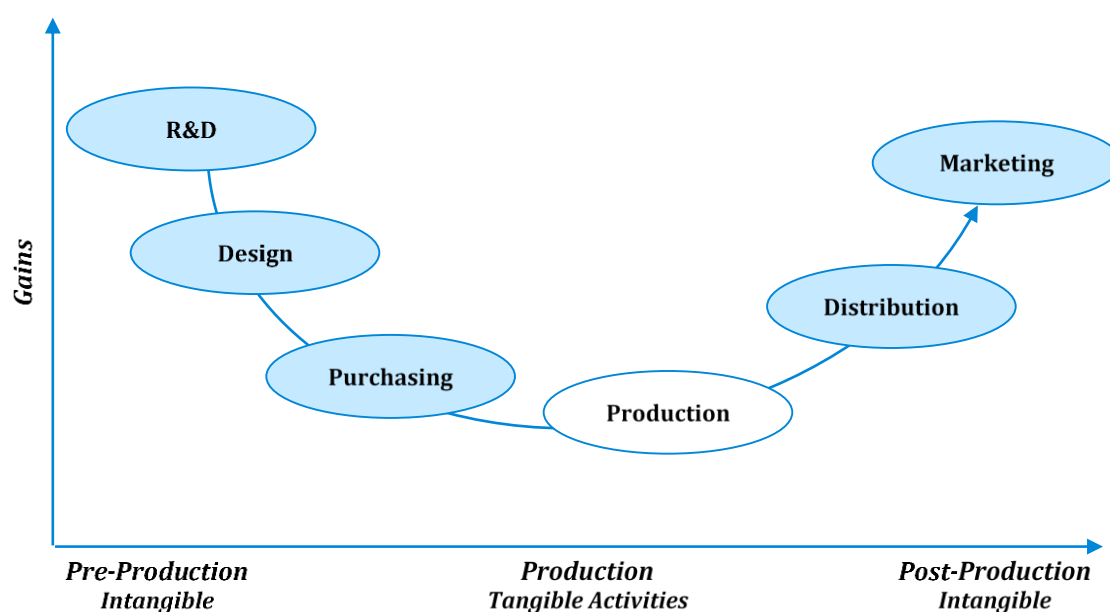 R&D
Marketing
Design
Distribution
Purchasing
Production
Gains
Pre-Production
Intangible
Production
Tangible Activities
Post-Production
Intangible